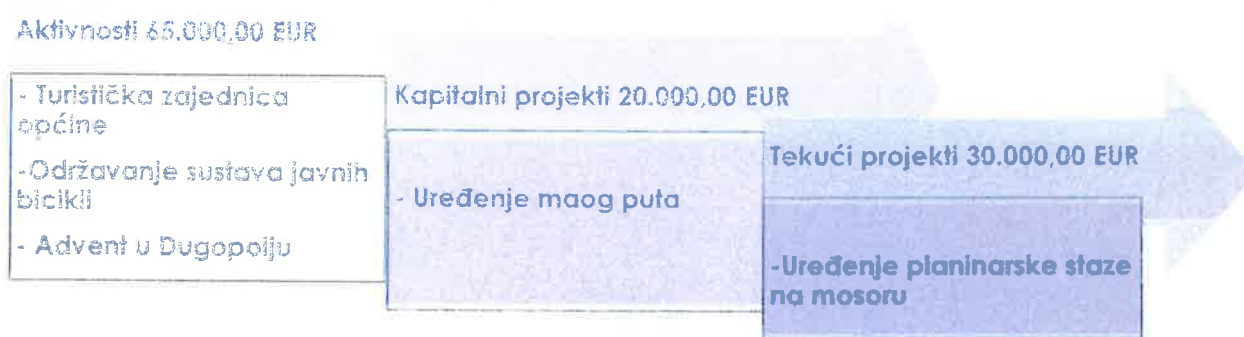 Aktivnosti 65.000,00 EUR
- Turistička zajednica
općine
-Održavanje sustava javnih
bicikli
- Advent u Dugopolju
Kapitalni projekti 20.000,00 EUR
- Uređenje maog puta
Tekući projekti 30.000,00 EUR
-Uređenje planinarske staze
na mosoru